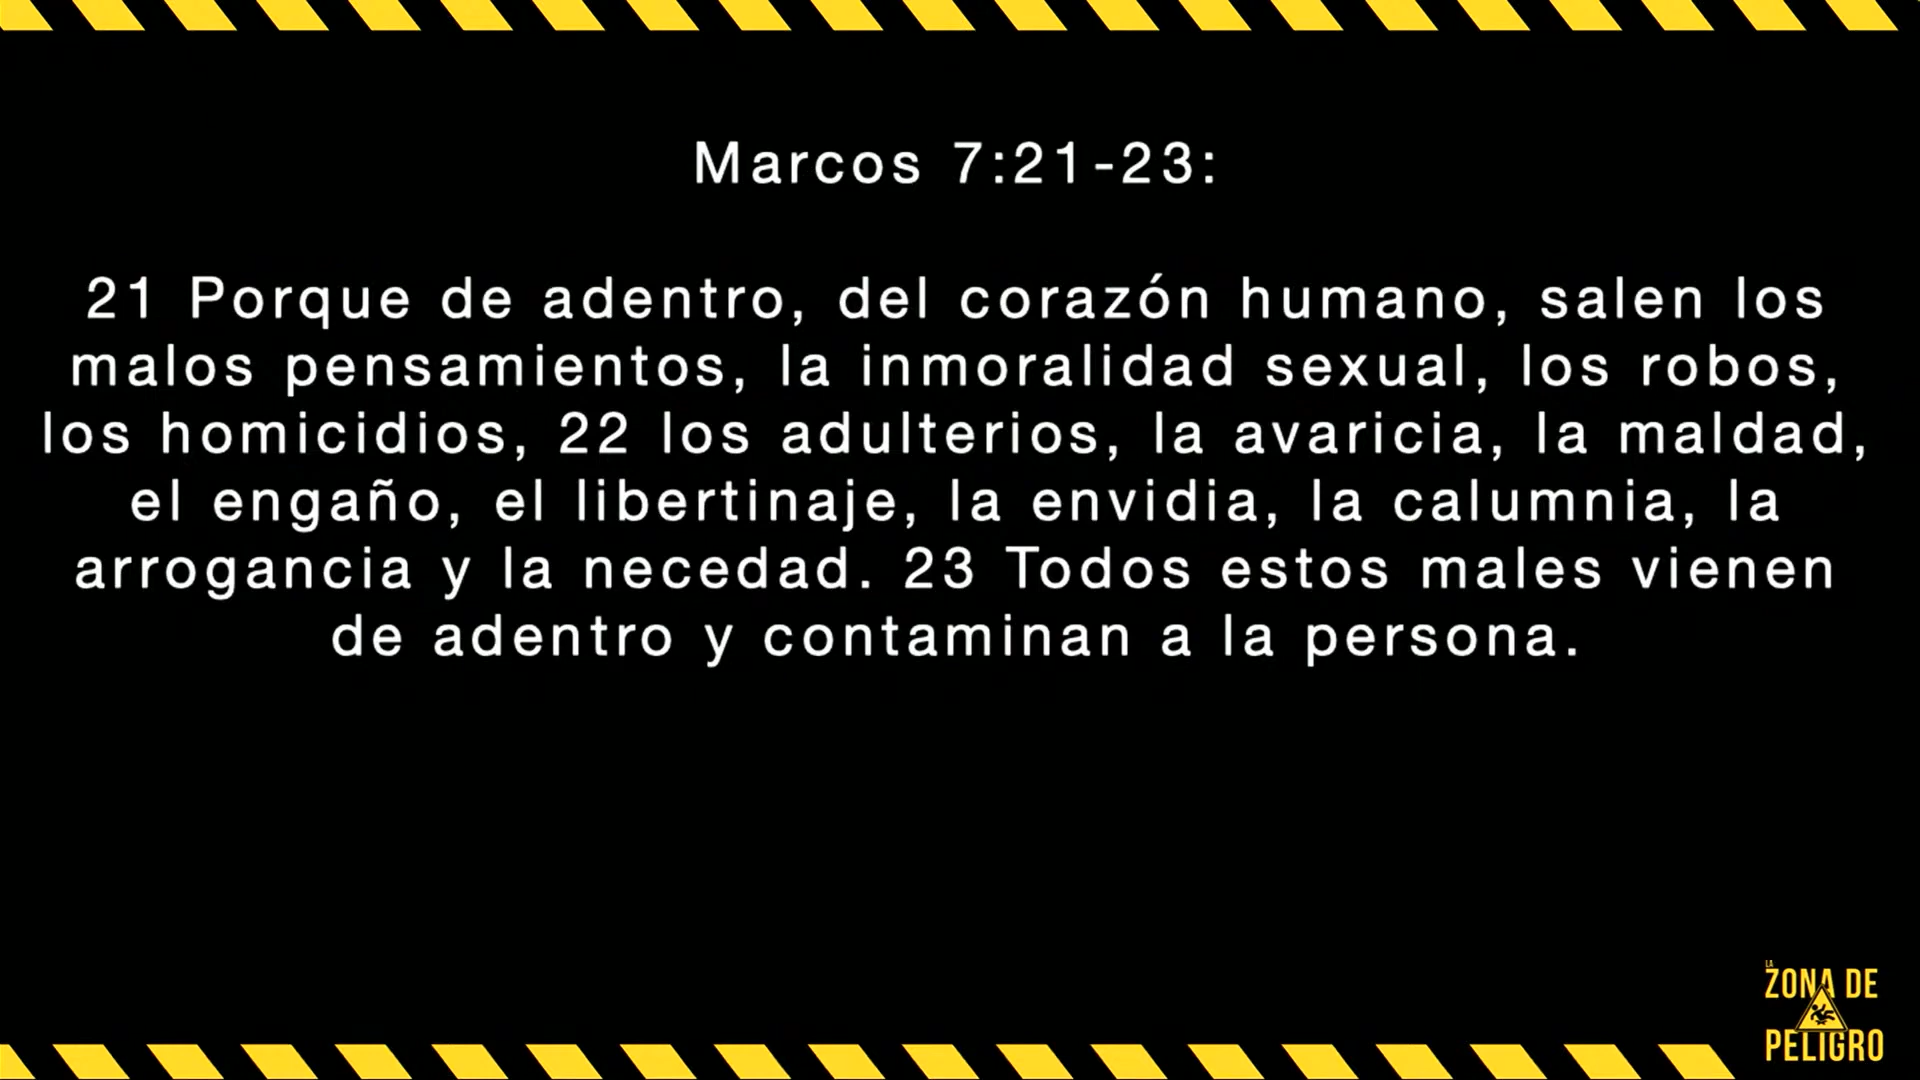 Marcos 7:21-23:
21 Porque de adentro, del corazón humano, salen los
malos pensamientos, la inmoralidad sexual, los robos,
los homicidios, 22 los adulterios, la avaricia, la maldad,
el engaño, el libertinaje, la envidia, la calumnia, la
arrogancia y la necedad. 23 Todos estos males vienen
de adentro y contaminan a la persona.
LA
ZONA DE
PELIGRO